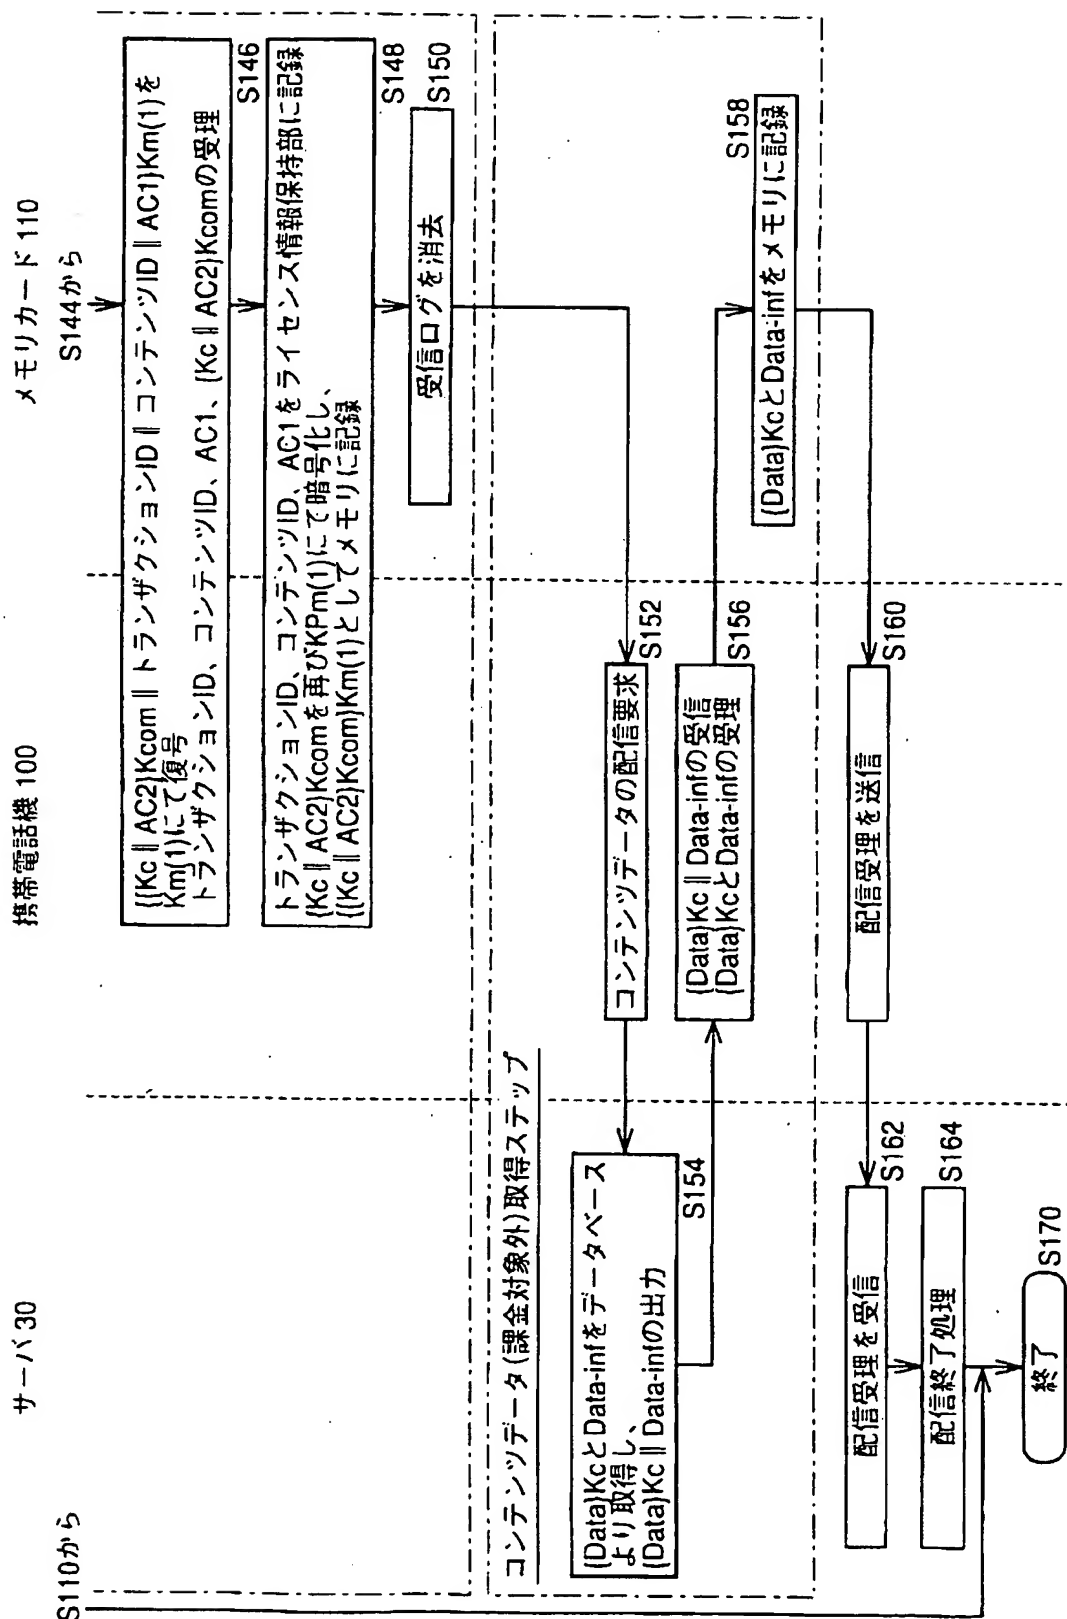 サーバ 30
携帯電話機 100
メモリカード 110
S110から
S144から
{{Kc ∥ AC2}Kcom ∥ トランザクションID ∥ コンテンツID ∥ AC1}Km(1)を
Km(1)にて復号
トランザクションID、コンテンツID、AC1、{Kc ∥ AC2}Kcomの受理
S146
トランザクションID、コンテンツID、AC1をライセンス情報保持部に記録
{Kc ∥ AC2}Kcomを再びKPm(1)にて暗号化し、
{{Kc ∥ AC2}Kcom}Km(1)としてメモリに記録
S148
受信ログを消去
S150
コンテンツデータ(課金対象外)取得ステップ
コンテンツデータの配信要求
S152
{Data}KcとData-infをデータベース
より取得し、
{Data}Kc ∥ Data-infの出力
S154
{Data}Kc ∥ Data-infの受信
{Data}KcとData-infの受理
S156
{Data}KcとData-infをメモリに記録
S158
配信受理を送信
S160
配信受理を受信
S162
配信終了処理
S164
終了
S170